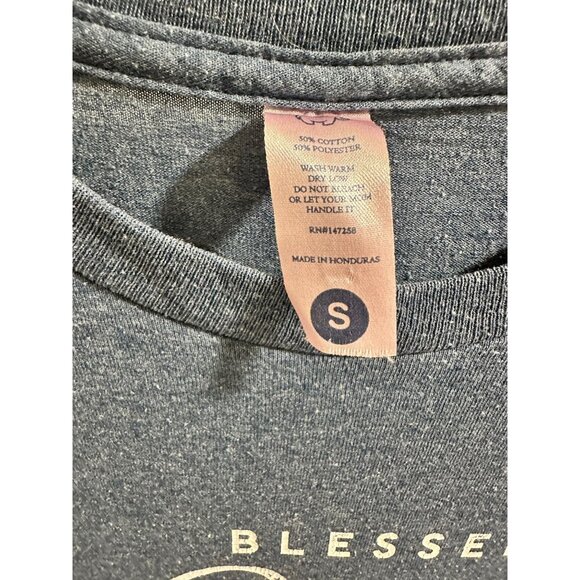 50% COTTON
50% POLYESTER
WASH WARM
DRY LOW
DO NOT BLEACH
OR LET YOUR MOM
HANDLE IT
RN#147258
MADE IN HONDURAS
S
BLESSE